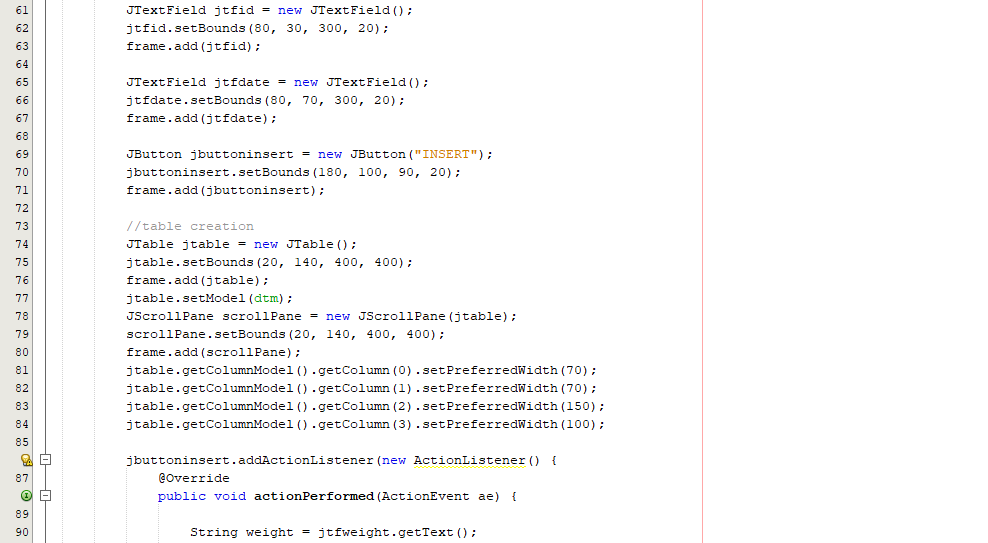 61 JTextField jtfid = new JTextField();
62 jtfid.setBounds(80, 30, 300, 20);
63 frame.add(jtfid);
64
65 JTextField jtfdate = new JTextField();
66 jtfdate.setBounds(80, 70, 300, 20);
67 frame.add(jtfdate);
68
69 JButton jbuttoninsert = new JButton("INSERT");
70 jbuttoninsert.setBounds(180, 100, 90, 20);
71 frame.add(jbuttoninsert);
72
73 //table creation
74 JTable jtable = new JTable();
75 jtable.setBounds(20, 140, 400, 400);
76 frame.add(jtable);
77 jtable.setModel(dtm);
78 JScrollPane scrollPane = new JScrollPane(jtable);
79 scrollPane.setBounds(20, 140, 400, 400);
80 frame.add(scrollPane);
81 jtable.getColumnModel().getColumn(0).setPreferredWidth(70);
82 jtable.getColumnModel().getColumn(1).setPreferredWidth(70);
83 jtable.getColumnModel().getColumn(2).setPreferredWidth(150);
84 jtable.getColumnModel().getColumn(3).setPreferredWidth(100);
85
jbuttoninsert.addActionListener(new ActionListener() {
87 @Override
public void actionPerformed(ActionEvent ae) {
89
90 String weight = jtfweight.getText();